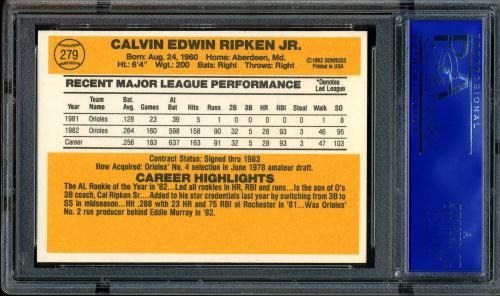 279
CALVIN EDWIN RIPKEN JR.
Born: Aug. 24, 1960 Home: Aberdeen, Md.
Ht.: 6'4" Wgt.: 200 Bats: Right Throws: Right
©1982 DONRUSS
Printed in USA
RECENT MAJOR LEAGUE PERFORMANCE
*Denotes
Led League
Year Team Name Bat. Avg. Games At Bat Hits Runs 2B 3B HR RBI Steal Walk SO
1981 Orioles .128 23 39 5 1 1 8
1982 Orioles .264 160 598 158 90 32 5 28 93 3 46 95
Career .256 183 637 163 91 32 5 28 93 3 47 103
Contract Status: Signed thru 1983
How Acquired: Orioles' No. 4 selection in June 1978 amateur draft.
CAREER HIGHLIGHTS
The AL Rookie of the Year in '82...Led all rookies in HR, RBI and runs...Is the son of O's
3B coach, Cal Ripken Sr...Added to his star credentials last year by switching from 3B to
SS in midseason...Hit .288 with 23 HR and 75 RBI at Rochester in '81...Was Orioles'
No. 2 run producer behind Eddie Murray in '82.